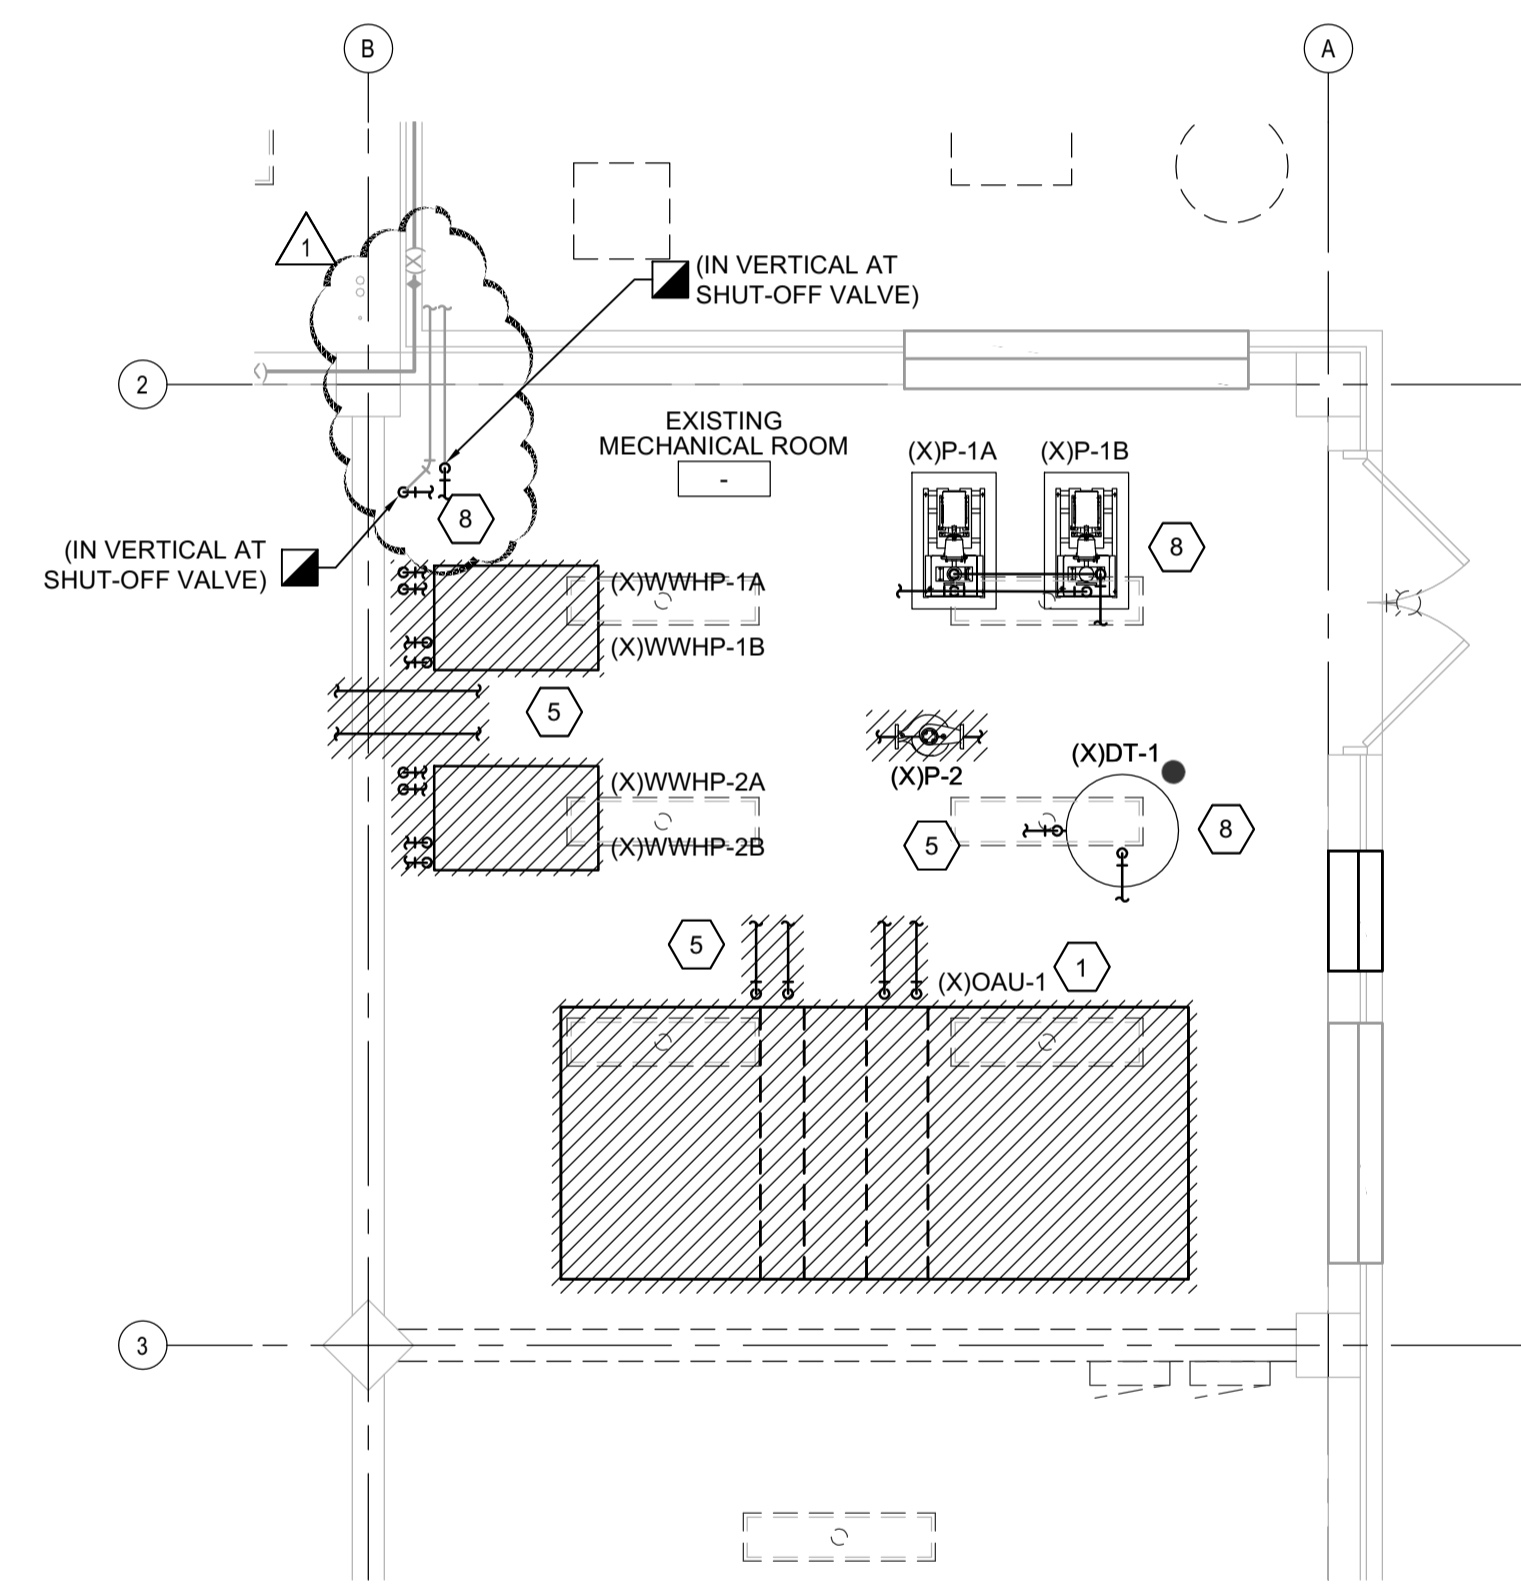 B
A
1
(IN VERTICAL AT
SHUT-OFF VALVE)
2
EXISTING
MECHANICAL ROOM
-
(X)P-1A
(X)P-1B
8
8
(IN VERTICAL AT
SHUT-OFF VALVE)
(X)WWHP-1A
(X)WWHP-1B
5
(X)P-2
(X)DT-1
(X)WWHP-2A
(X)WWHP-2B
5
8
5
1
(X)OAU-1
3